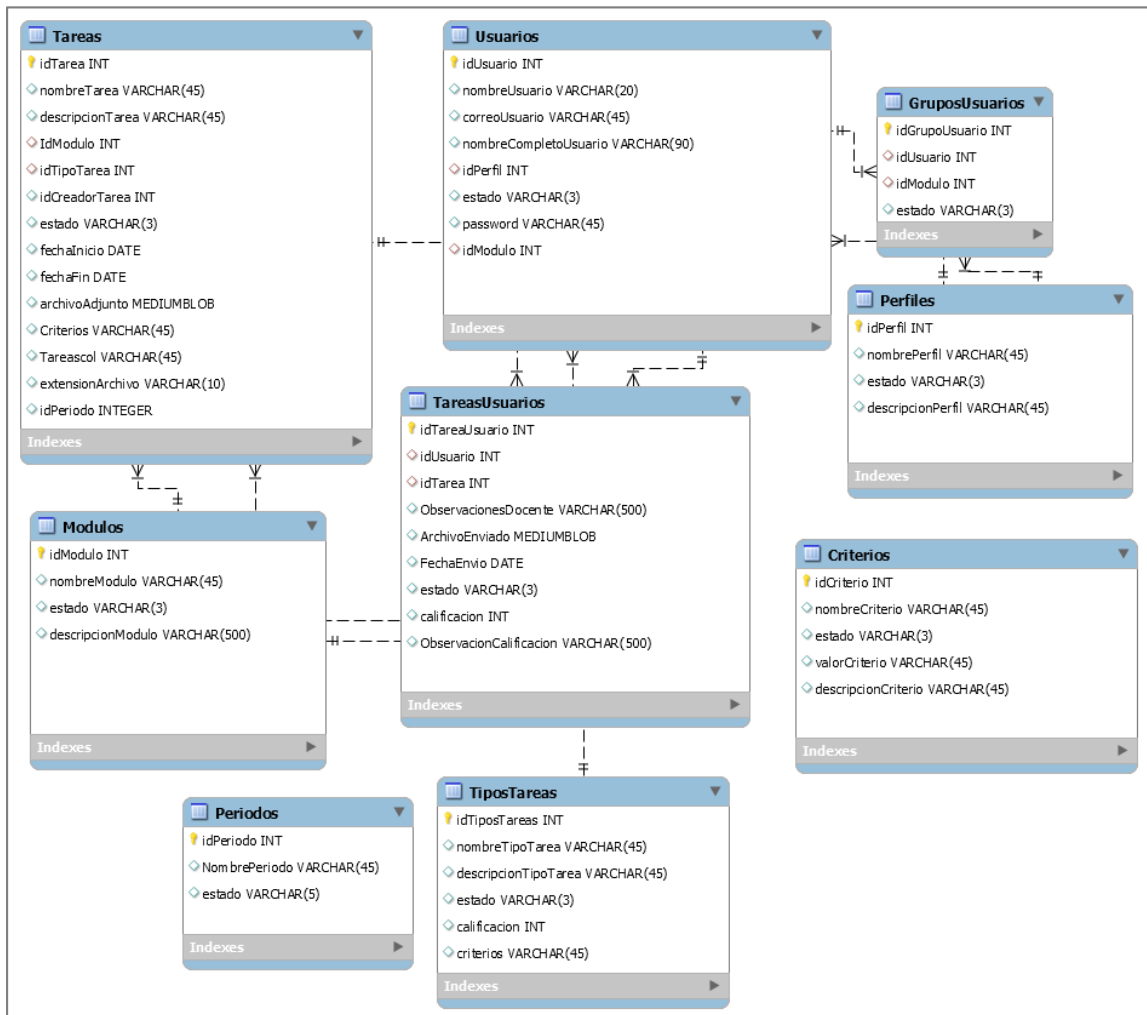 Tareas
idTarea INT
nombreTarea VARCHAR(45)
descripcionTarea VARCHAR(45)
IdModulo INT
idTipoTarea INT
idCreadorTarea INT
estado VARCHAR(3)
fechaInicio DATE
fechaFin DATE
archivoAdjunto MEDIUMBLOB
Criterios VARCHAR(45)
Tareascol VARCHAR(45)
extensionArchivo VARCHAR(10)
idPeriodo INTEGER
Indexes
Usuarios
idUsuario INT
nombreUsuario VARCHAR(20)
correoUsuario VARCHAR(45)
nombreCompletoUsuario VARCHAR(90)
idPerfil INT
estado VARCHAR(3)
password VARCHAR(45)
idModulo INT
Indexes
GruposUsuarios
idGrupoUsuario INT
idUsuario INT
idModulo INT
estado VARCHAR(3)
Indexes
Perfiles
idPerfil INT
nombrePerfil VARCHAR(45)
estado VARCHAR(3)
descripcionPerfil VARCHAR(45)
Indexes
TareasUsuarios
idTareaUsuario INT
idUsuario INT
idTarea INT
ObservacionesDocente VARCHAR(500)
ArchivoEnviado MEDIUMBLOB
FechaEnvio DATE
estado VARCHAR(3)
calificacion INT
ObservacionCalificacion VARCHAR(500)
Indexes
Modulos
idModulo INT
nombreModulo VARCHAR(45)
estado VARCHAR(3)
descripcionModulo VARCHAR(500)
Indexes
Criterios
idCriterio INT
nombreCriterio VARCHAR(45)
estado VARCHAR(3)
valorCriterio VARCHAR(45)
descripcionCriterio VARCHAR(45)
Indexes
Periodos
idPeriodo INT
NombrePeriodo VARCHAR(45)
estado VARCHAR(5)
Indexes
TiposTareas
idTiposTareas INT
nombreTipoTarea VARCHAR(45)
descripcionTipoTarea VARCHAR(45)
estado VARCHAR(3)
calificacion INT
criterios VARCHAR(45)
Indexes